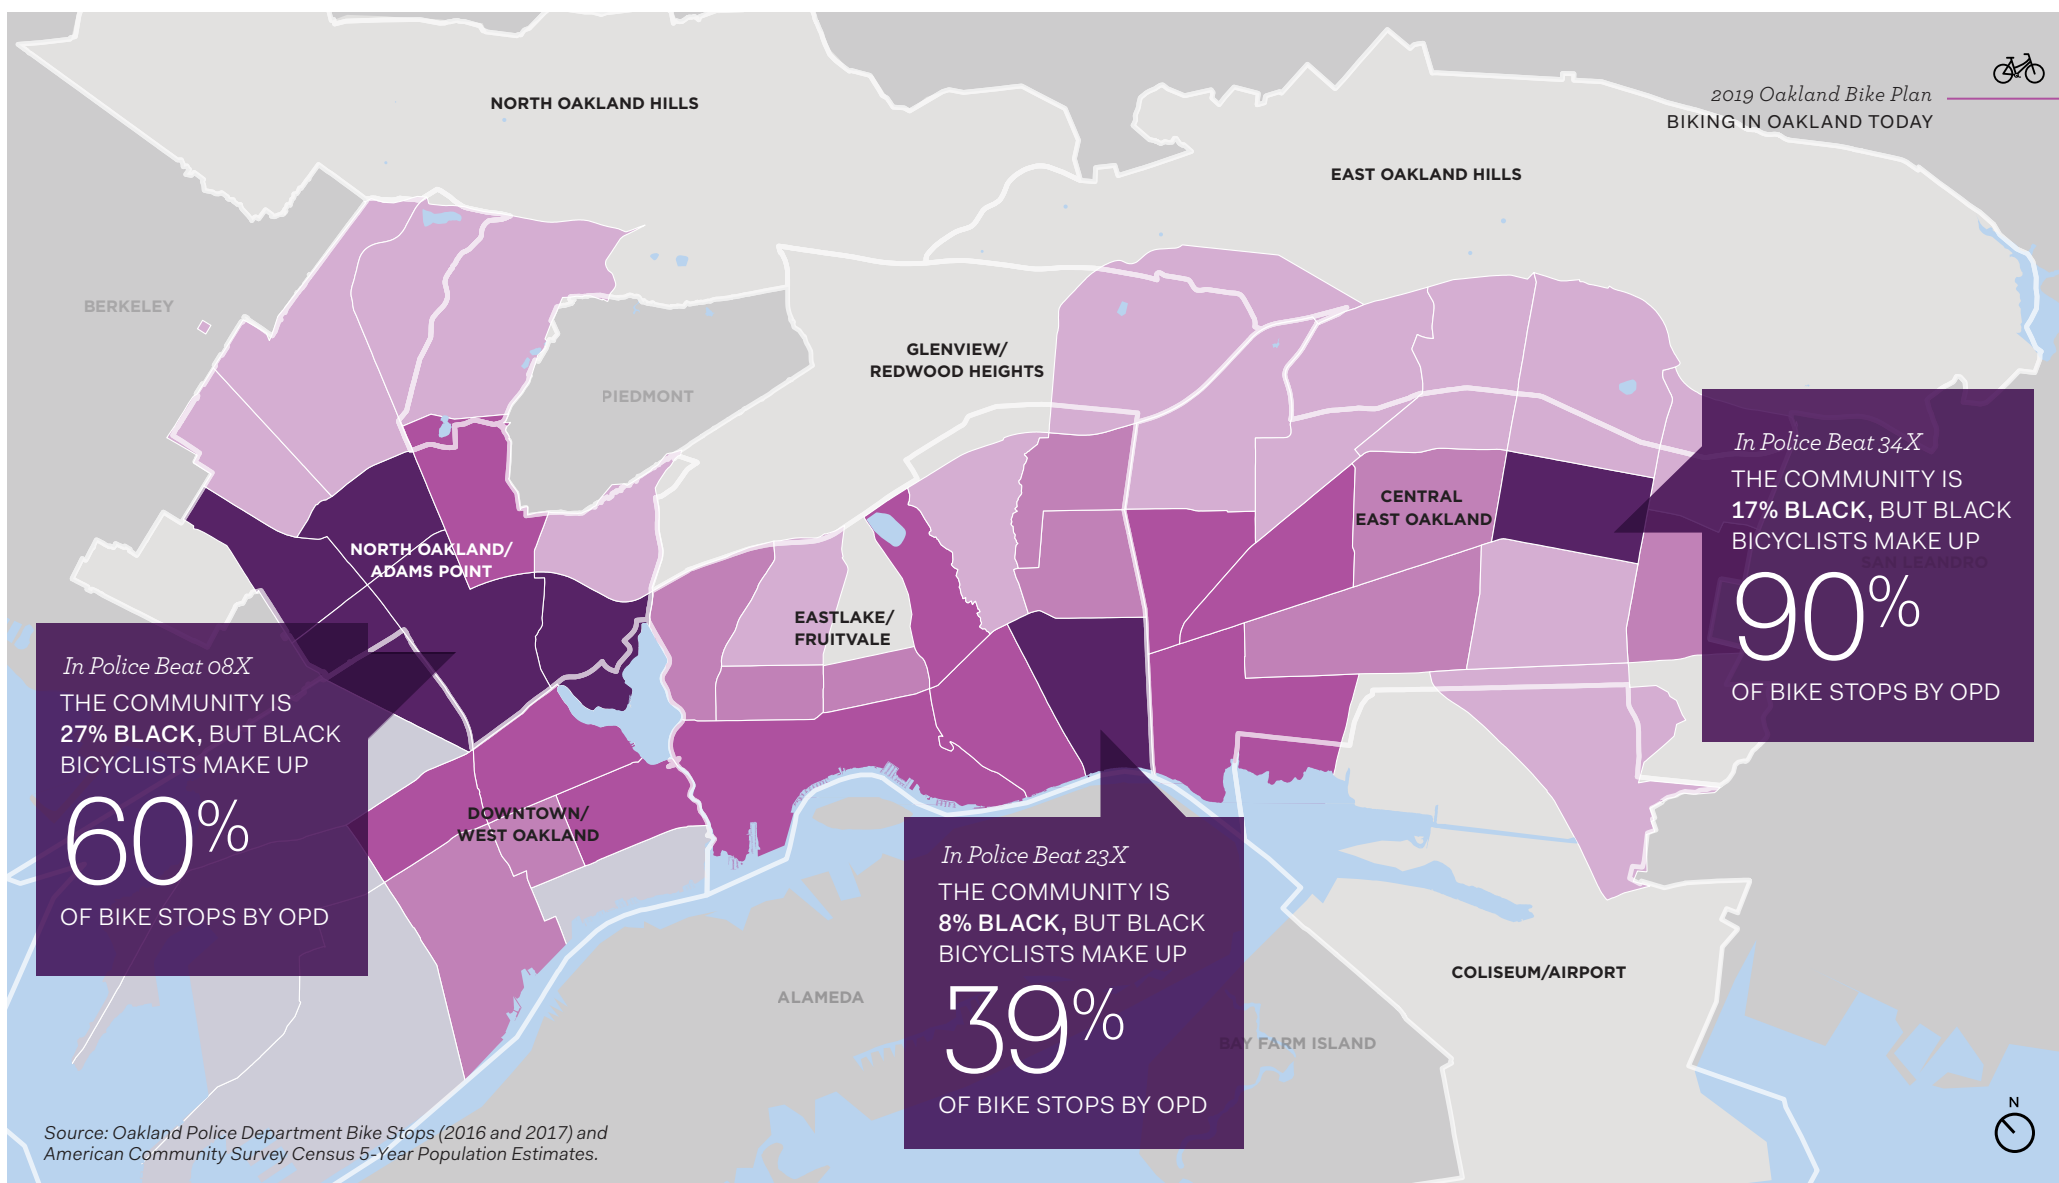 2019 Oakland Bike Plan
BIKING IN OAKLAND TODAY
NORTH OAKLAND HILLS
EAST OAKLAND HILLS
BERKELEY
PIEDMONT
GLENVIEW/
REDWOOD HEIGHTS
CENTRAL
EAST OAKLAND
NORTH OAKLAND/
ADAMS POINT
EASTLAKE/
FRUITVALE
DOWNTOWN/
WEST OAKLAND
SAN LEANDRO
In Police Beat 34X
THE COMMUNITY IS
17% BLACK, BUT BLACK
BICYCLISTS MAKE UP
90%
OF BIKE STOPS BY OPD
In Police Beat 08X
THE COMMUNITY IS
27% BLACK, BUT BLACK
BICYCLISTS MAKE UP
60%
OF BIKE STOPS BY OPD
In Police Beat 23X
THE COMMUNITY IS
8% BLACK, BUT BLACK
BICYCLISTS MAKE UP
39%
OF BIKE STOPS BY OPD
ALAMEDA
BAY FARM ISLAND
COLISEUM/AIRPORT
N
Source: Oakland Police Department Bike Stops (2016 and 2017) and
American Community Survey Census 5-Year Population Estimates.